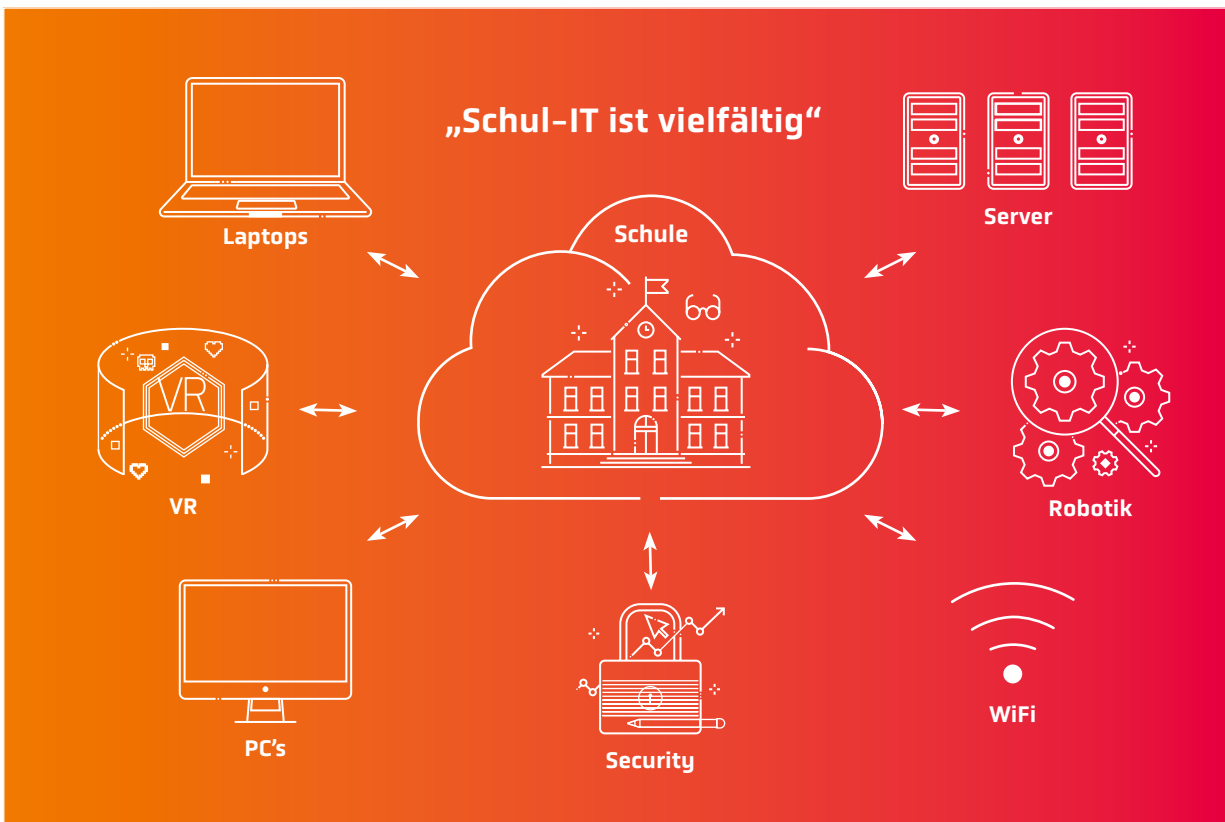 „Schul-IT ist vielfältig“
Laptops
Schule
Server
VR
VR
Robotik
PC's
Security
WiFi